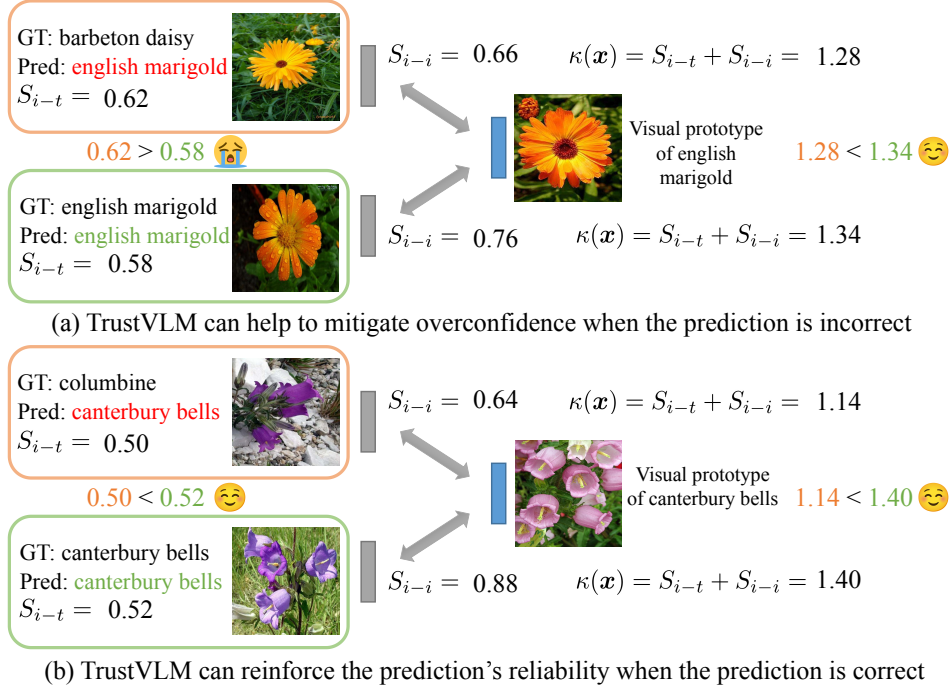 GT: barbeton daisy
Pred: english marigold
S_{i-t} = 0.62
S_{i-i} = 0.66
κ(x) = S_{i-t} + S_{i-i} = 1.28
0.62 > 0.58
Visual prototype
of english
marigold
1.28 < 1.34
GT: english marigold
Pred: english marigold
S_{i-t} = 0.58
S_{i-i} = 0.76
κ(x) = S_{i-t} + S_{i-i} = 1.34
(a) TrustVLM can help to mitigate overconfidence when the prediction is incorrect
GT: columbine
Pred: canterbury bells
S_{i-t} = 0.50
S_{i-i} = 0.64
κ(x) = S_{i-t} + S_{i-i} = 1.14
0.50 < 0.52
Visual prototype
of canterbury bells
1.14 < 1.40
GT: canterbury bells
Pred: canterbury bells
S_{i-t} = 0.52
S_{i-i} = 0.88
κ(x) = S_{i-t} + S_{i-i} = 1.40
(b) TrustVLM can reinforce the prediction's reliability when the prediction is correct